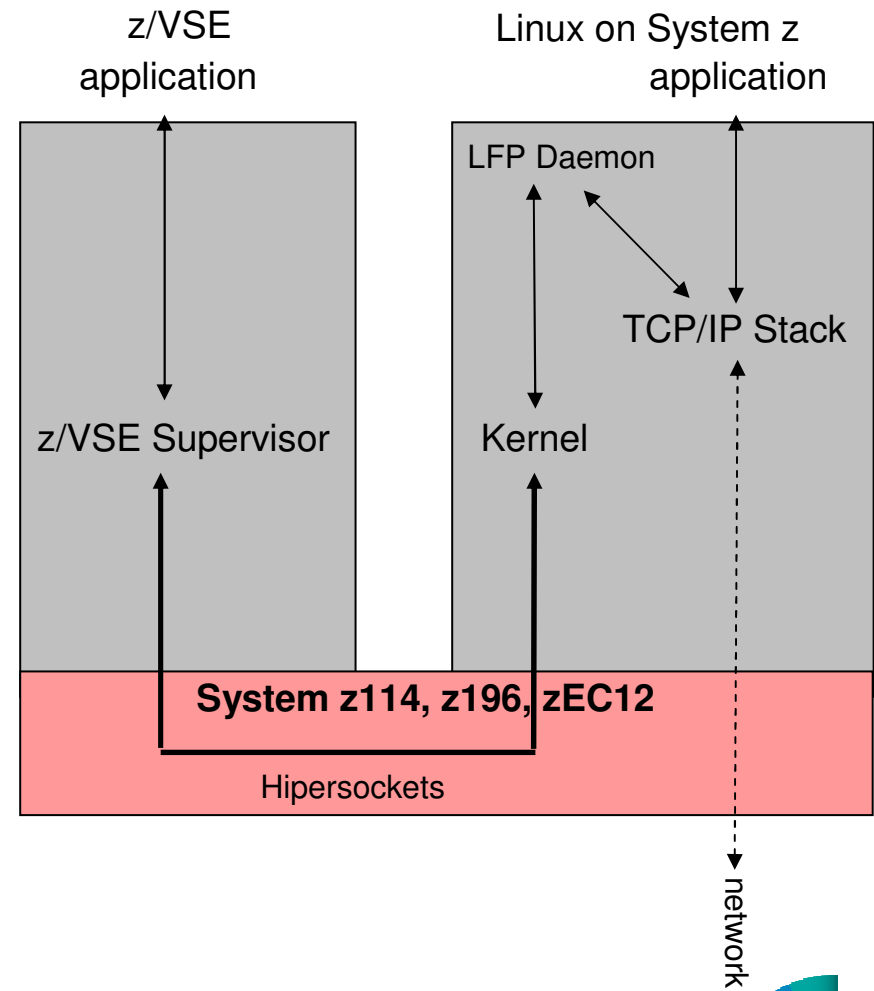 z/VSE
application
Linux on System z
application
LFP Daemon
TCP/IP Stack
z/VSE Supervisor
Kernel
System z114, z196, zEC12
Hipersockets
network